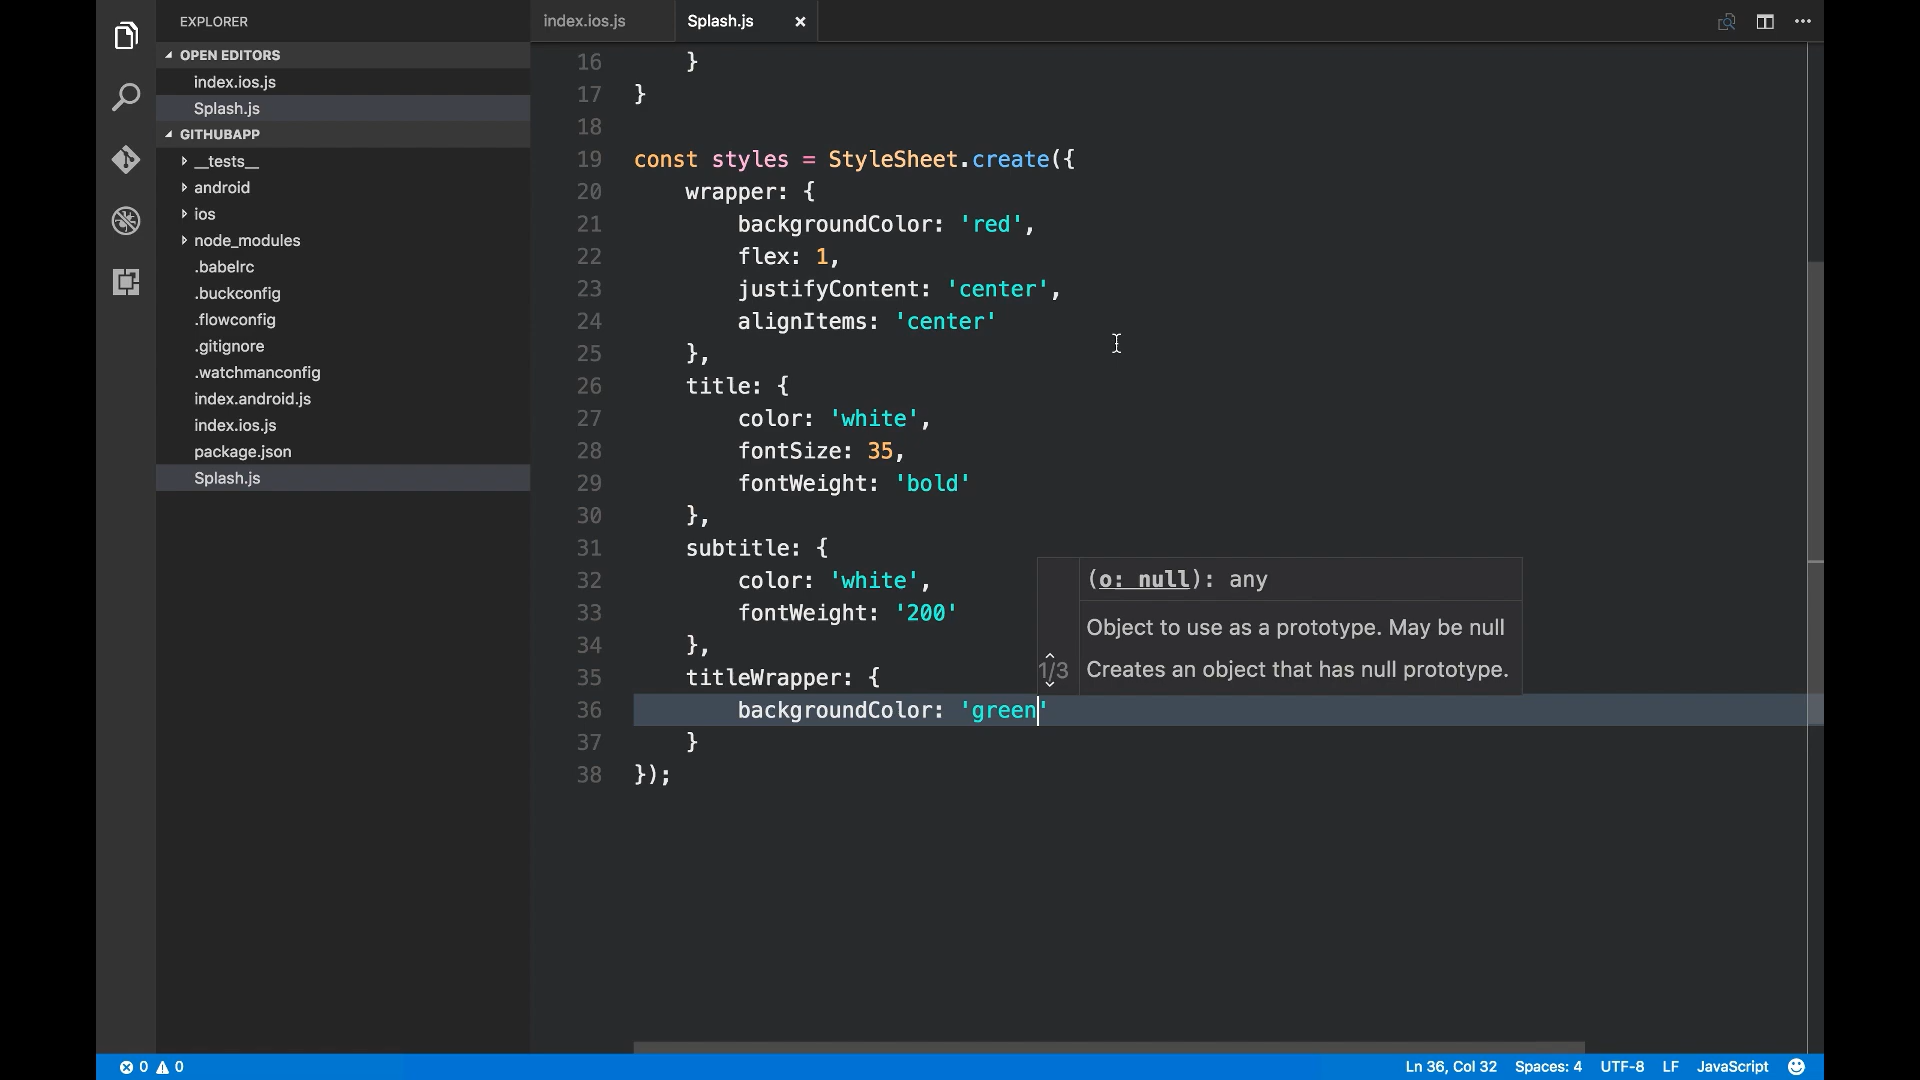 EXPLORER
OPEN EDITORS
index.ios.js
Splash.js
GITHUBAPP
__tests__
android
ios
node_modules
.babelrc
.buckconfig
.flowconfig
.gitignore
.watchmanconfig
index.android.js
index.ios.js
package.json
Splash.js
index.ios.js
Splash.js
16 }
17 }
18
19 const styles = StyleSheet.create({
20 wrapper: {
21 backgroundColor: 'red',
22 flex: 1,
23 justifyContent: 'center',
24 alignItems: 'center'
25 },
26 title: {
27 color: 'white',
28 fontSize: 35,
29 fontWeight: 'bold'
30 },
31 subtitle: {
32 color: 'white',
33 fontWeight: '200'
34 },
35 titleWrapper: {
36 backgroundColor: 'green'
37 }
38 });
(o: null): any
Object to use as a prototype. May be null
1/3 Creates an object that has null prototype.
0 0
Ln 36, Col 32 Spaces: 4 UTF-8 LF JavaScript